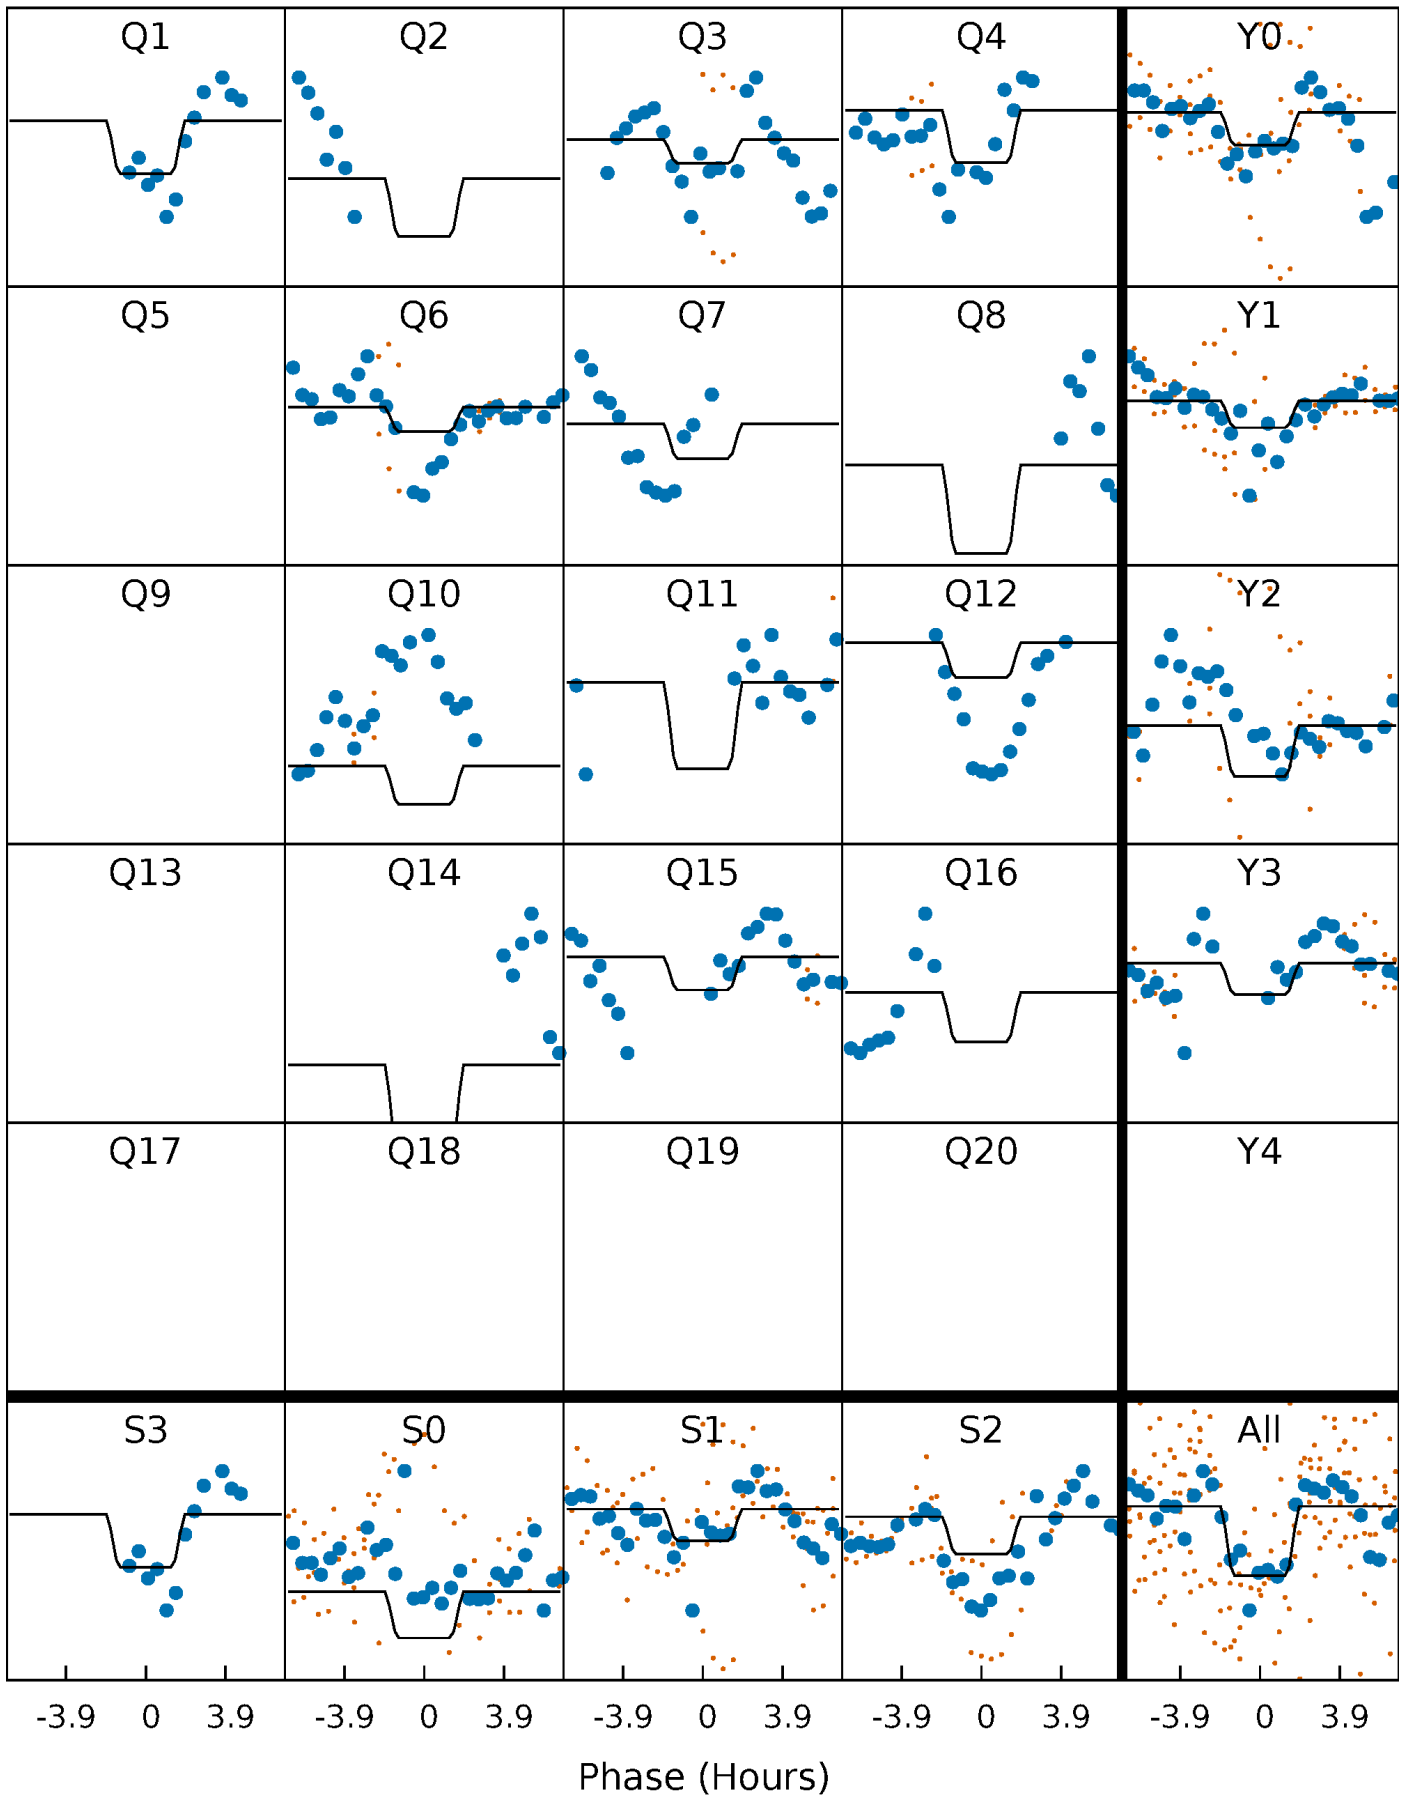 Q1 Q2 Q3 Q4 Y0
Q5 Q6 Q7 Q8 Y1
Q9 Q10 Q11 Q12 Y2
Q13 Q14 Q15 Q16 Y3
Q17 Q18 Q19 Q20 Y4
S3 S0 S1 S2 All
-3.9 0 3.9 -3.9 0 3.9 -3.9 0 3.9 -3.9 0 3.9 -3.9 0 3.9
Phase (Hours)